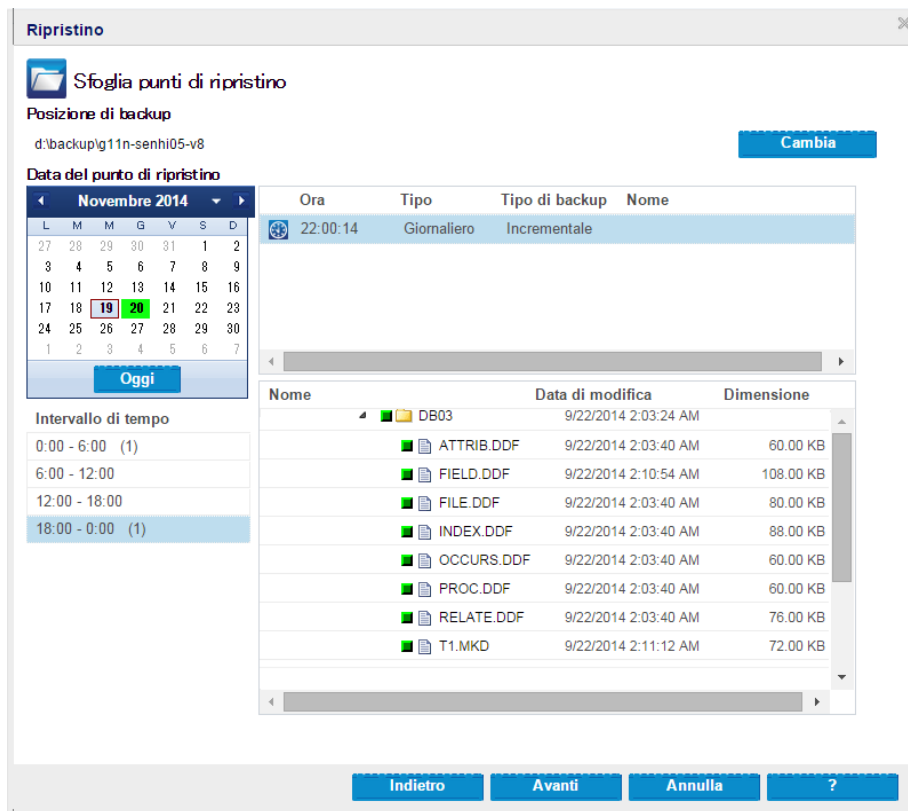 Ripristino
Sfoglia punti di ripristino
Posizione di backup
d:\backup\g11n-senhi05-v8
Cambia
Data del punto di ripristino
Novembre 2014
L M M G V S D
27 28 29 30 31 1 2
3 4 5 6 7 8 9
10 11 12 13 14 15 16
17 18 19 20 21 22 23
24 25 26 27 28 29 30
1 2 3 4 5 6 7
Oggi
Intervallo di tempo
0:00 - 6:00 (1)
6:00 - 12:00
12:00 - 18:00
18:00 - 0:00 (1)
Ora Tipo Tipo di backup Nome
22:00:14 Giornaliero Incrementale
Nome Data di modifica Dimensione
DB03 9/22/2014 2:03:24 AM
ATTRIB.DDF 9/22/2014 2:03:40 AM 60.00 KB
FIELD.DDF 9/22/2014 2:10:54 AM 108.00 KB
FILE.DDF 9/22/2014 2:03:40 AM 80.00 KB
INDEX.DDF 9/22/2014 2:03:40 AM 88.00 KB
OCCURS.DDF 9/22/2014 2:03:40 AM 60.00 KB
PROC.DDF 9/22/2014 2:03:40 AM 60.00 KB
RELATE.DDF 9/22/2014 2:03:40 AM 76.00 KB
T1.MKD 9/22/2014 2:11:12 AM 72.00 KB
Indietro Avanti Annulla ?